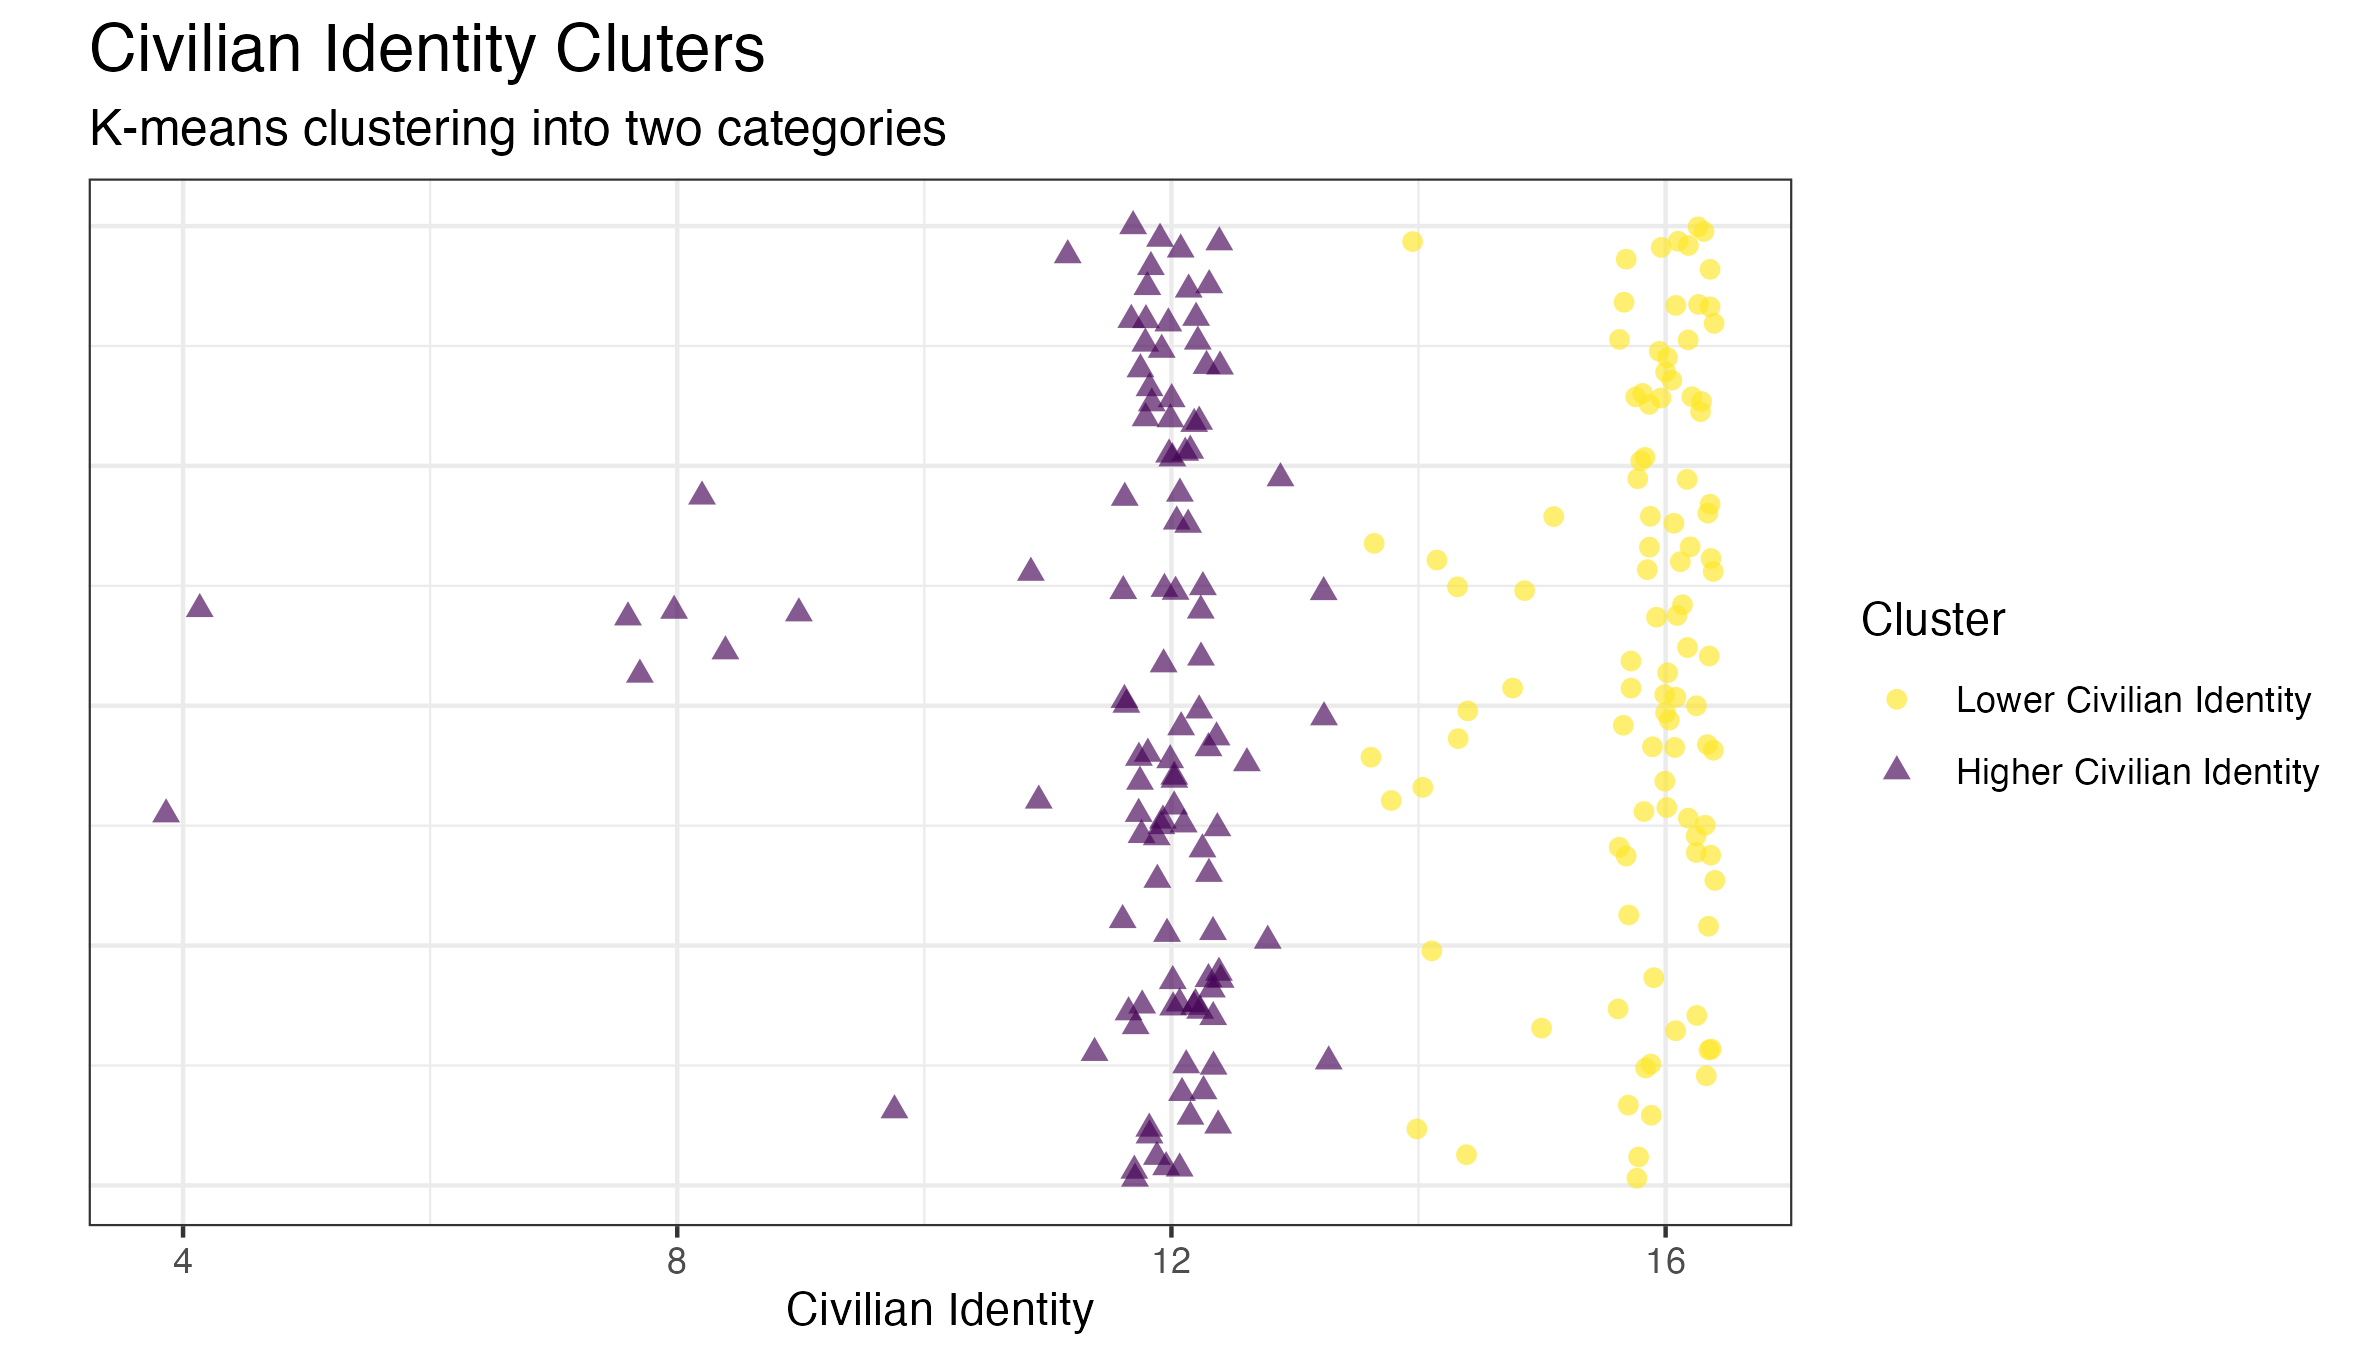 Civilian Identity Cluters
K-means clustering into two categories
Cluster
Lower Civilian Identity
Higher Civilian Identity
4 8 12 16
Civilian Identity